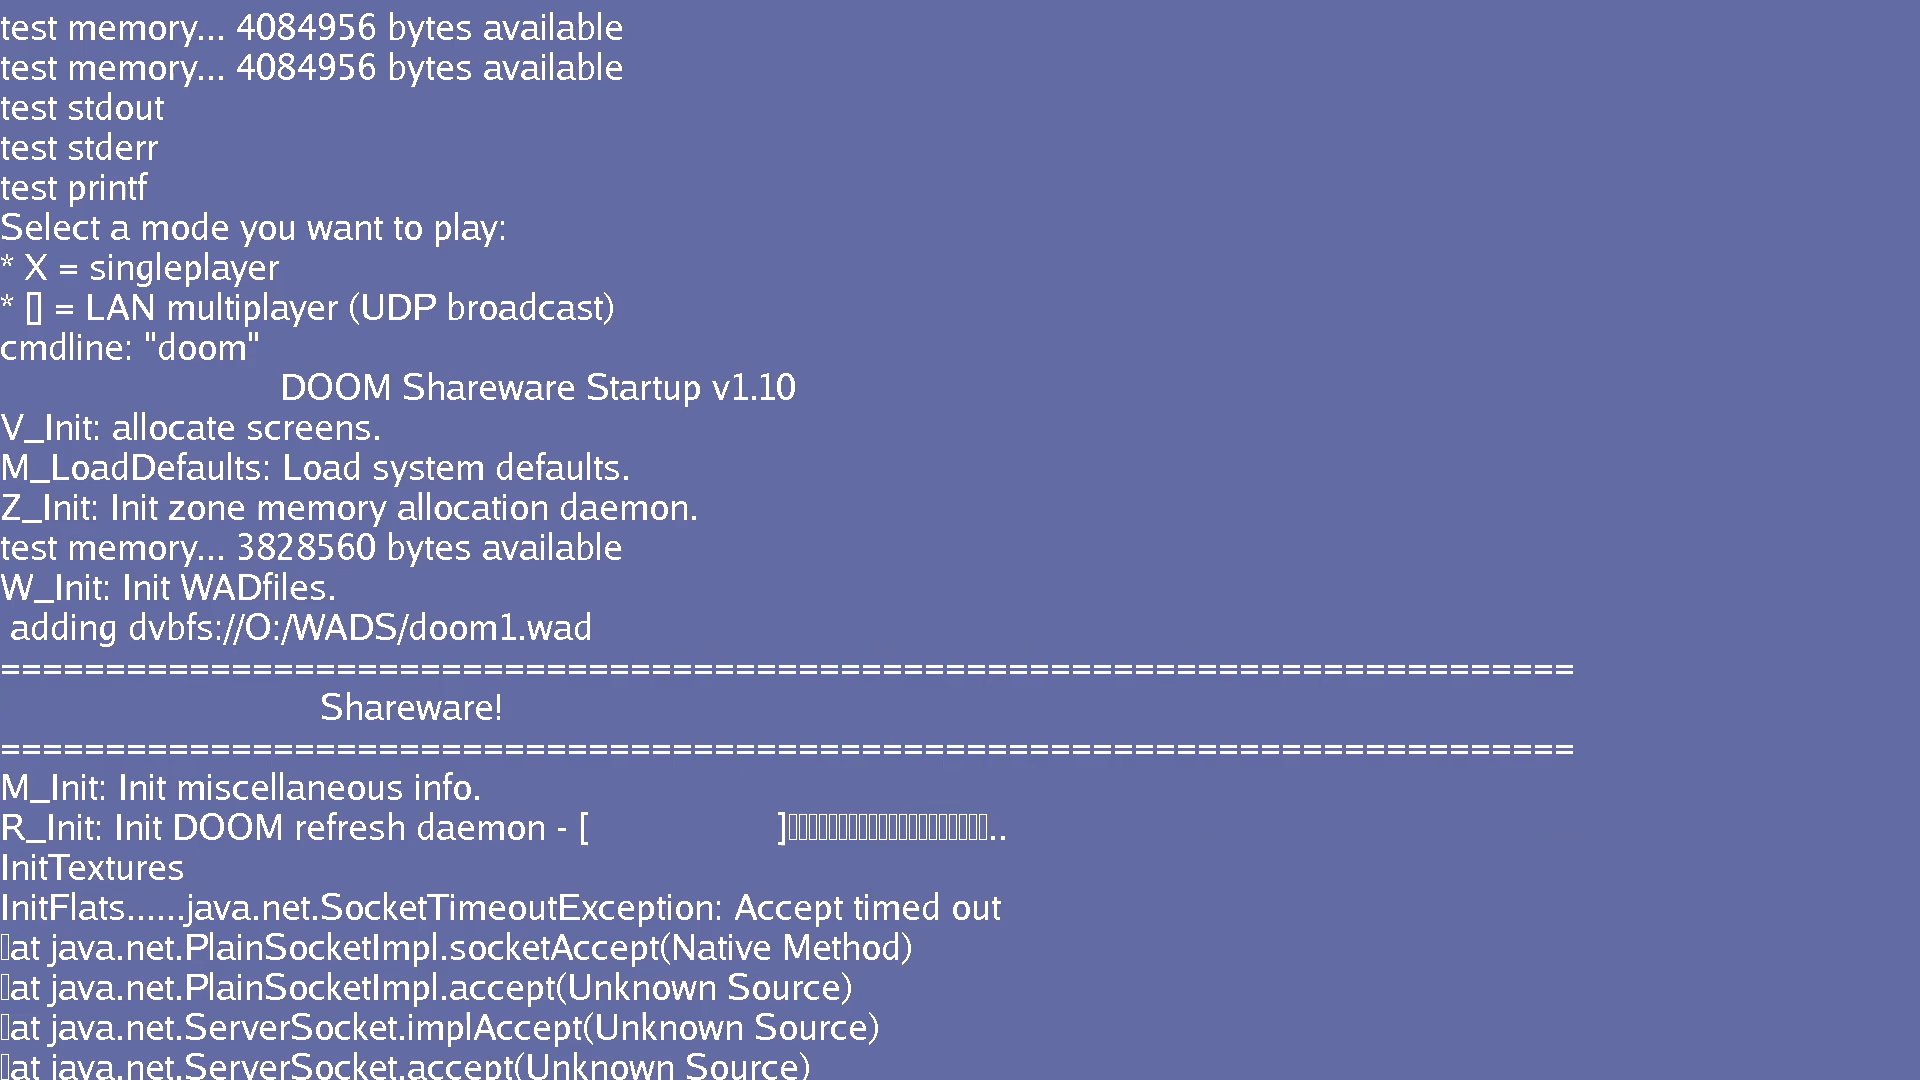 test memory... 4084956 bytes available
test memory... 4084956 bytes available
test stdout
test stderr
test printf
Select a mode you want to play:
* X = singleplayer
* [] = LAN multiplayer (UDP broadcast)
cmdline: "doom"
DOOM Shareware Startup v1.10
V_Init: allocate screens.
M_LoadDefaults: Load system defaults.
Z_Init: Init zone memory allocation daemon.
test memory... 3828560 bytes available
W_Init: Init WADfiles.
adding dvbfs://O:/WADS/doom1.wad
===========================================================================
Shareware!
===========================================================================
M_Init: Init miscellaneous info.
R_Init: Init DOOM refresh daemon - [                   ]▯▯▯▯▯▯▯▯▯▯▯▯▯▯▯▯▯▯▯▯..
InitTextures
InitFlats......java.net.SocketTimeoutException: Accept timed out
▯at java.net.PlainSocketImpl.socketAccept(Native Method)
▯at java.net.PlainSocketImpl.accept(Unknown Source)
▯at java.net.ServerSocket.implAccept(Unknown Source)
▯at java.net.ServerSocket.accept(Unknown Source)